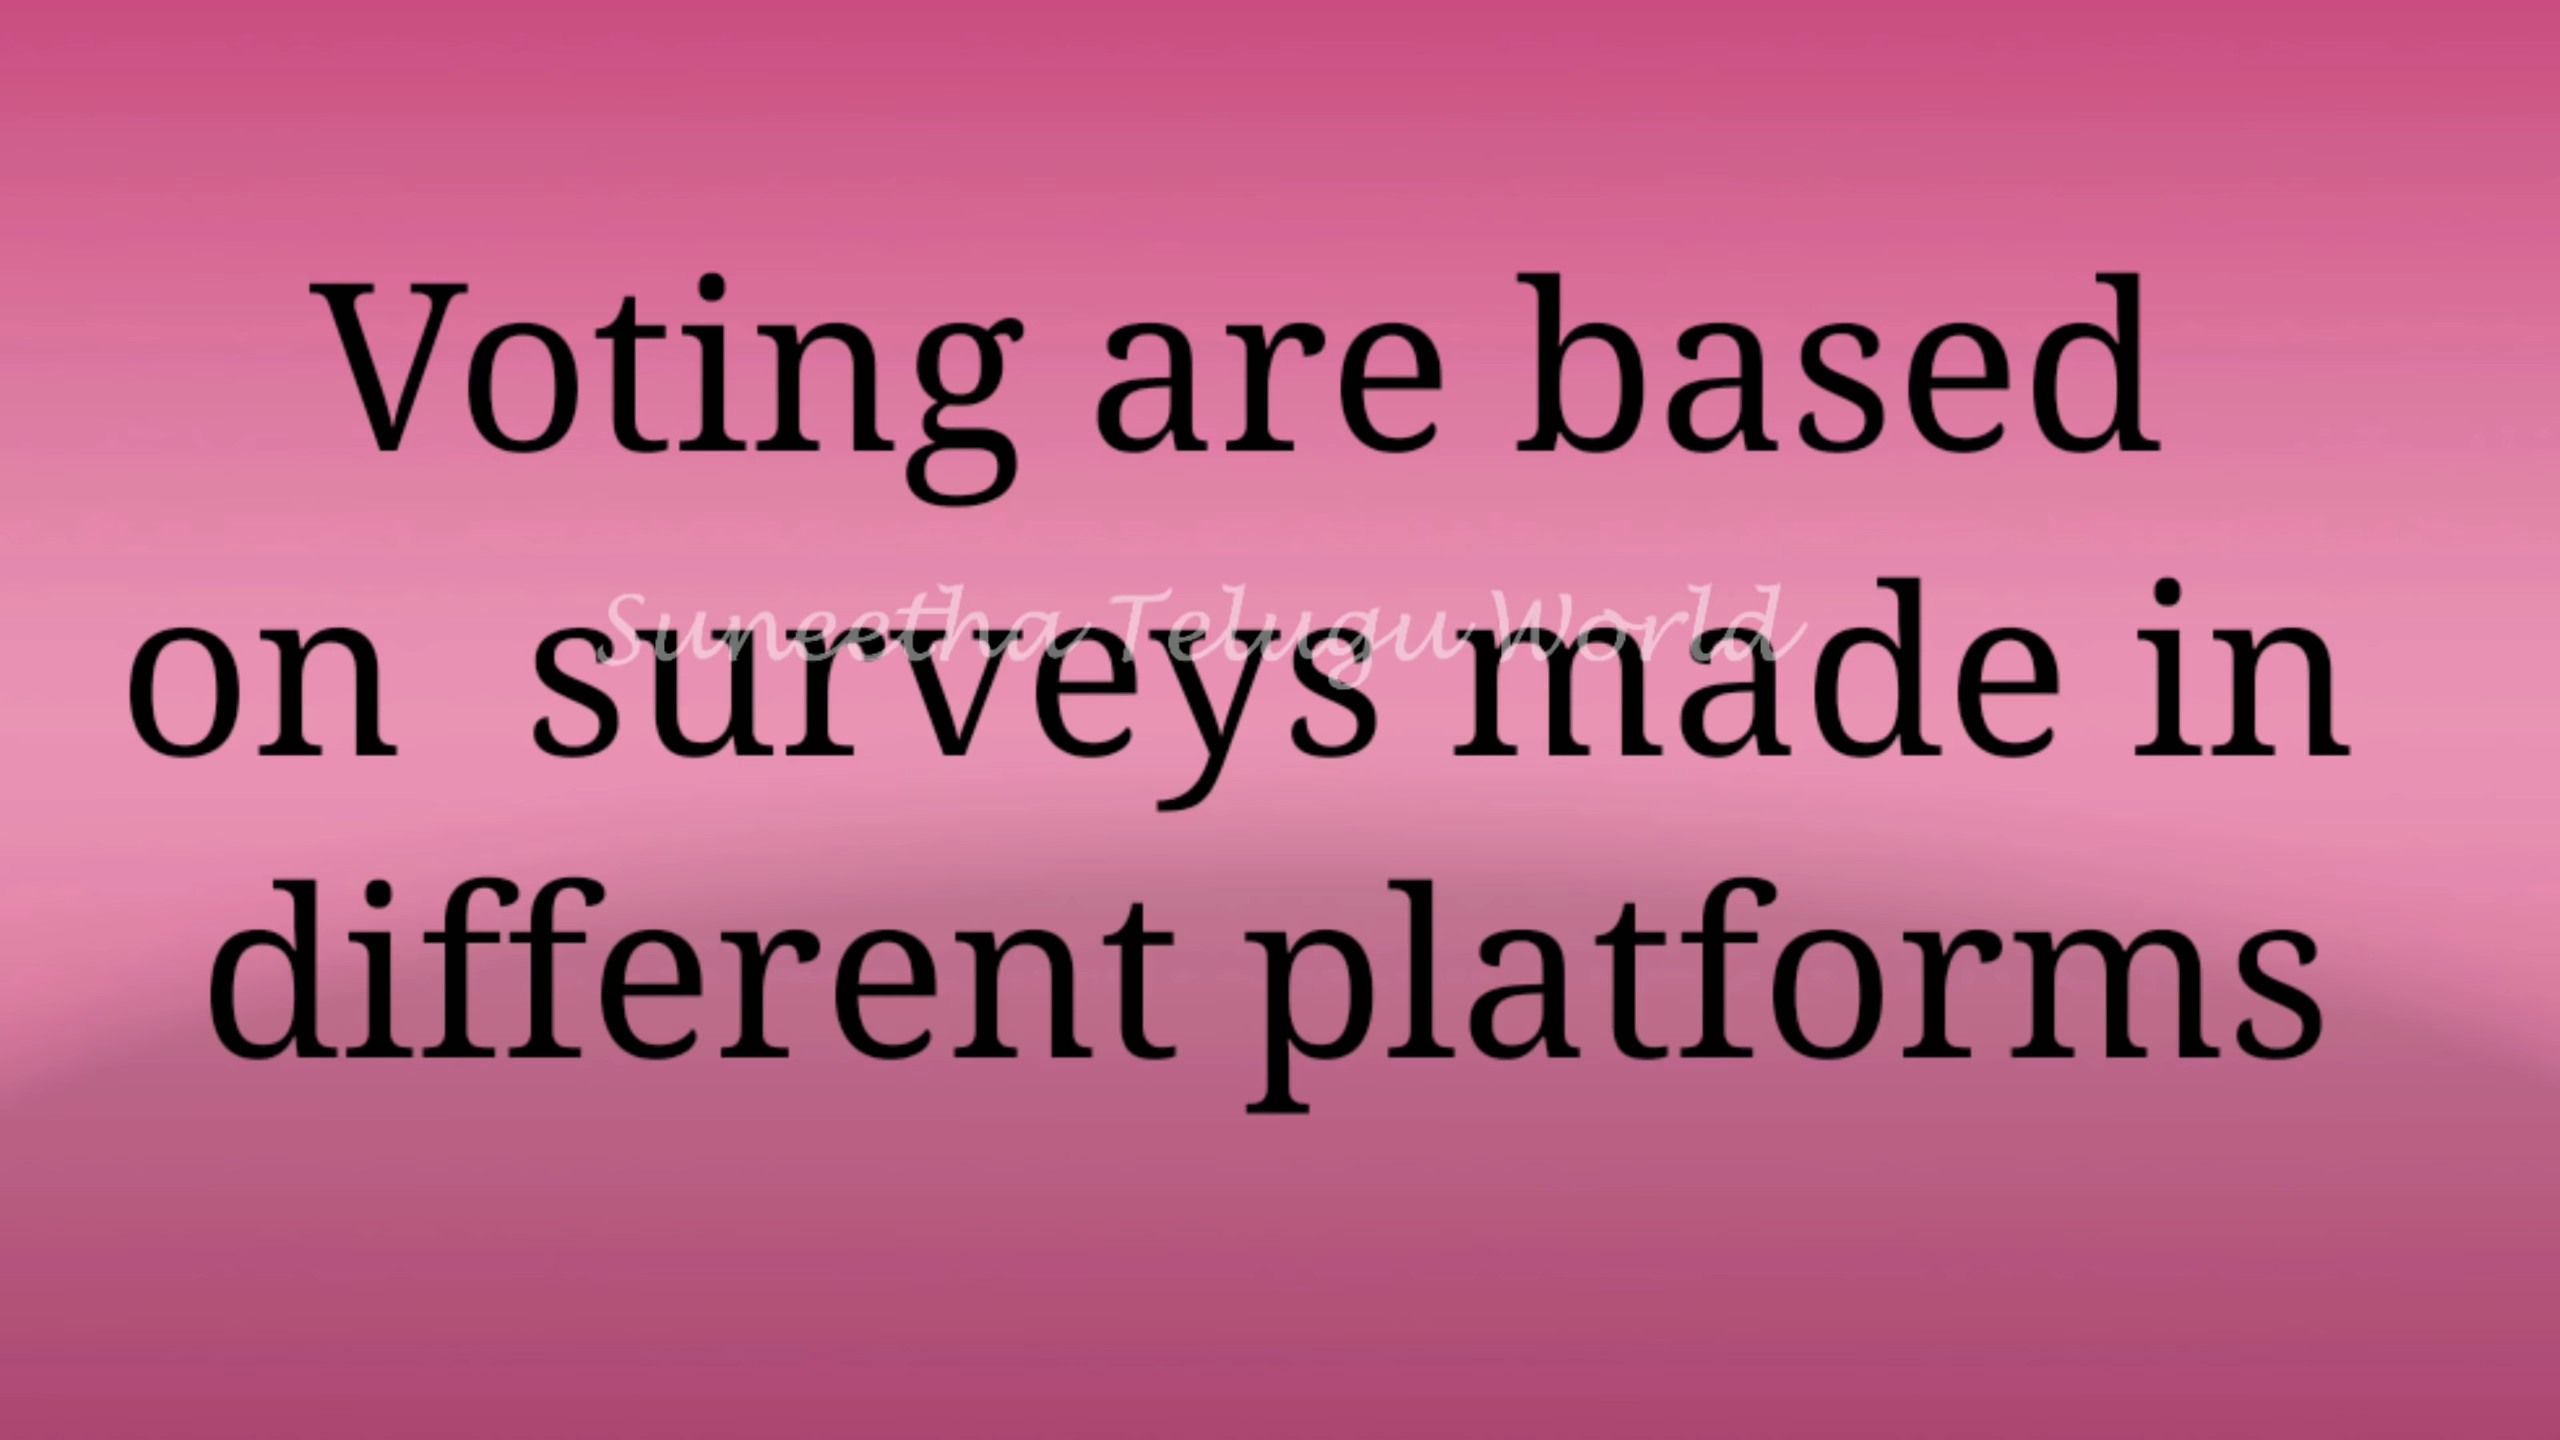 Voting are based
Suneetha Telugu World
on  surveys made in
different platforms